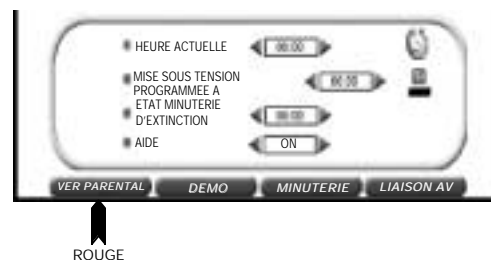 HEURE ACTUELLE 00:00
MISE SOUS TENSION
PROGRAMMEE A 00:00
ETAT MINUTERIE
D'EXTINCTION 00:00
AIDE ON
VER PARENTAL DEMO MINUTERIE LIAISON AV
ROUGE